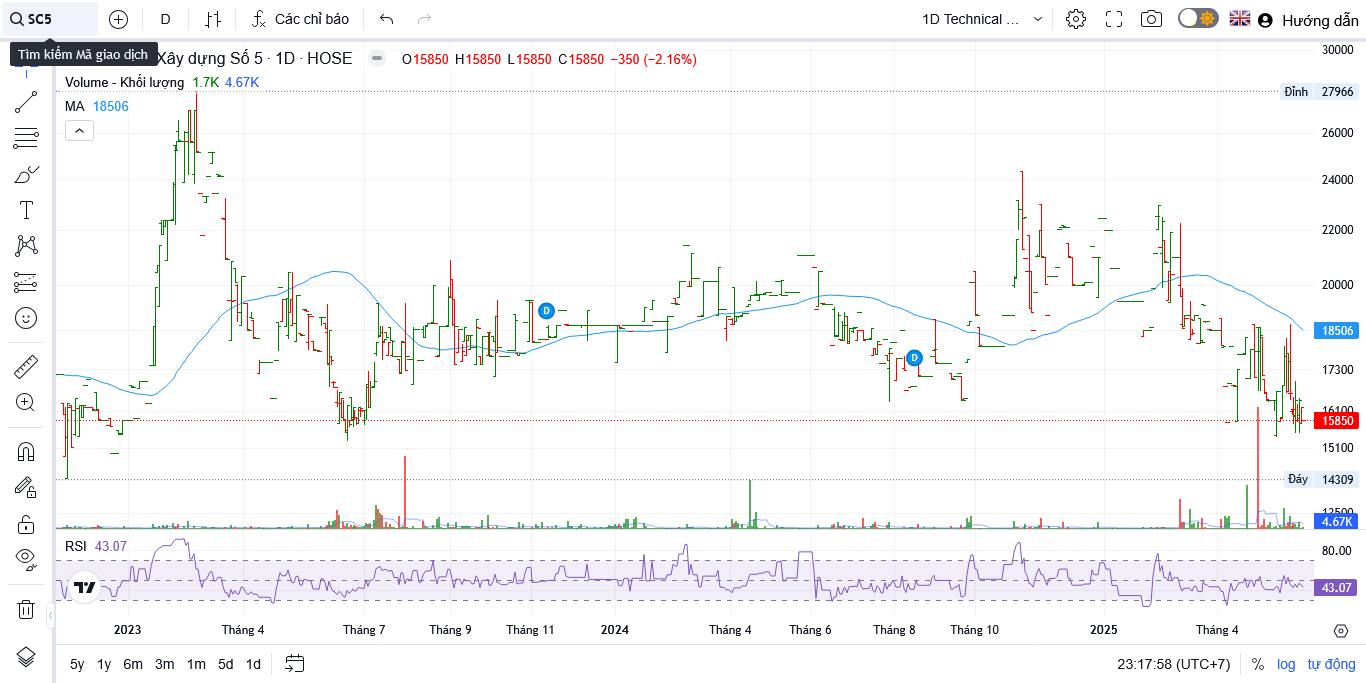 SC5 D Các chỉ báo 1D Technical ... Hướng dẫn
Tìm kiếm Mã giao dịch
Xây dựng Số 5 · 1D · HOSE O15850 H15850 L15850 C15850 −350 (−2.16%)
Volume - Khối lượng 1.7K 4.67K
MA 18506
30000
Đỉnh 27966
26000
24000
22000
20000
18506
17300
16100
15850
15100
Đáy 14309
12500
4.67K
D
D
RSI 43.07
80.00
43.07
2023 Tháng 4 Tháng 7 Tháng 9 Tháng 11 2024 Tháng 4 Tháng 6 Tháng 8 Tháng 10 2025 Tháng 4
5y 1y 6m 3m 1m 5d 1d 23:17:58 (UTC+7) % log tự động